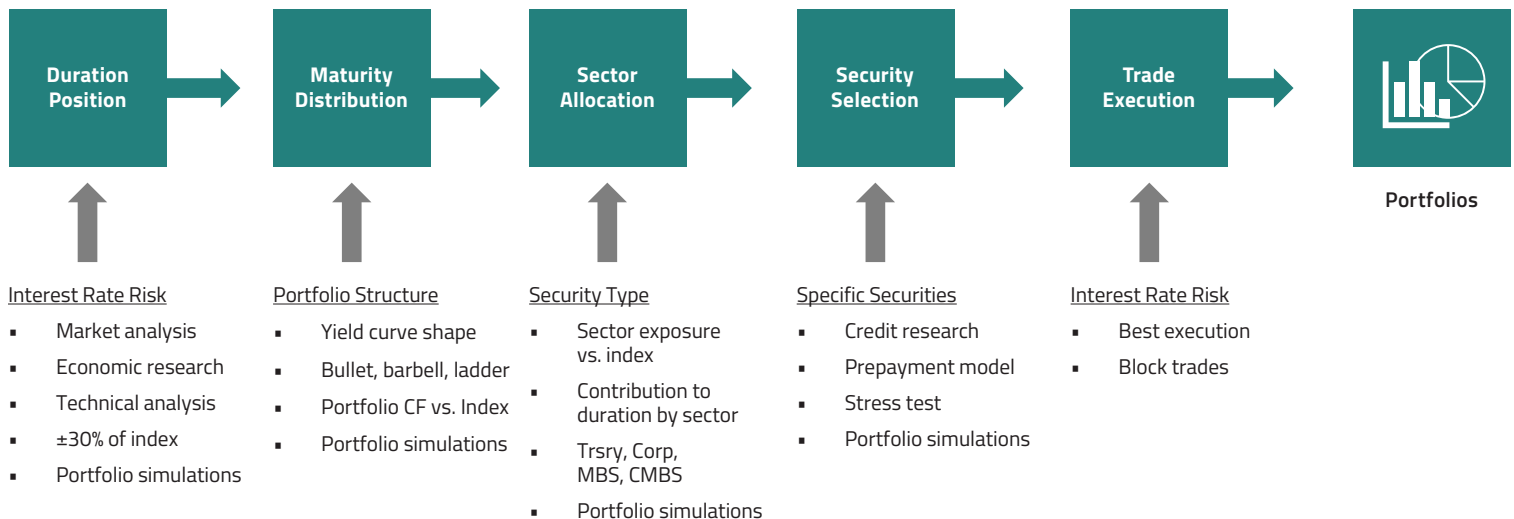 Duration
Position
Maturity
Distribution
Sector
Allocation
Security
Selection
Trade
Execution
Portfolios
Interest Rate Risk
▪ Market analysis
▪ Economic research
▪ Technical analysis
▪ ±30% of index
▪ Portfolio simulations
Portfolio Structure
▪ Yield curve shape
▪ Bullet, barbell, ladder
▪ Portfolio CF vs. Index
▪ Portfolio simulations
Security Type
▪ Sector exposure
vs. index
▪ Contribution to
duration by sector
▪ Trsry, Corp,
MBS, CMBS
▪ Portfolio simulations
Specific Securities
▪ Credit research
▪ Prepayment model
▪ Stress test
▪ Portfolio simulations
Interest Rate Risk
▪ Best execution
▪ Block trades